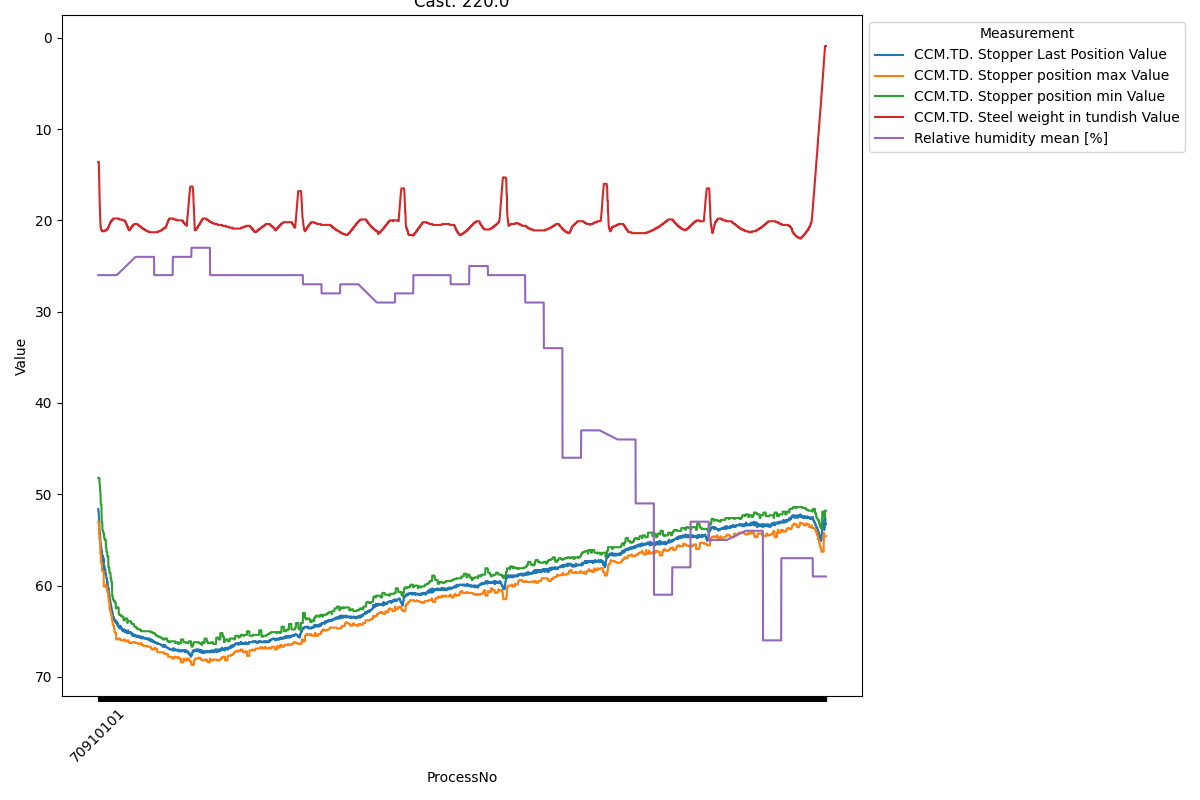 Cast: 220.0
Measurement
CCM.TD. Stopper Last Position Value
CCM.TD. Stopper position max Value
CCM.TD. Stopper position min Value
CCM.TD. Steel weight in tundish Value
Relative humidity mean [%]
Value
0
10
20
30
40
50
60
70
70910101
ProcessNo